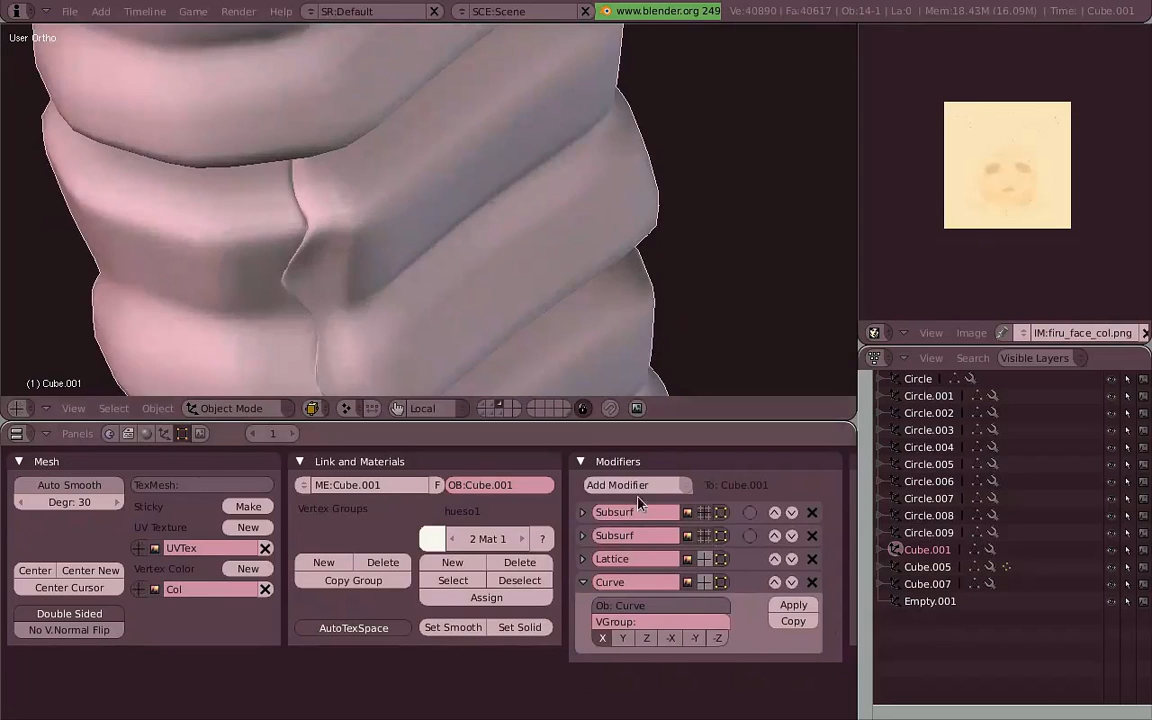 File Add Timeline Game Render Help SR:Default SCE:Scene www.blender.org 249 Ve:40890 | Fa:40617 | Ob:14-1 | La:0 | Mem:18.43M (16.09M) | Time: | Cube.001
User Ortho
(1) Cube.001
View Select Object Object Mode Local
View Image IM:firu_face_col.png
View Search Visible Layers
Circle
Circle.001
Circle.002
Circle.003
Circle.004
Circle.005
Circle.006
Circle.007
Circle.008
Circle.009
Cube.001
Cube.005
Cube.007
Empty.001
Panels 1
Mesh
Auto Smooth
Degr: 30
TexMesh:
Sticky Make
UV Texture New
UVTex
Vertex Color New
Col
Center Center New
Center Cursor
Double Sided
No V.Normal Flip
Link and Materials
ME:Cube.001 F OB:Cube.001
Vertex Groups
hueso1
2 Mat 1 ?
New Delete
Copy Group
New Delete
Select Deselect
Assign
AutoTexSpace Set Smooth Set Solid
Modifiers
Add Modifier To: Cube.001
Subsurf
Subsurf
Lattice
Curve
Ob: Curve
VGroup:
X Y Z -X -Y -Z
Apply
Copy